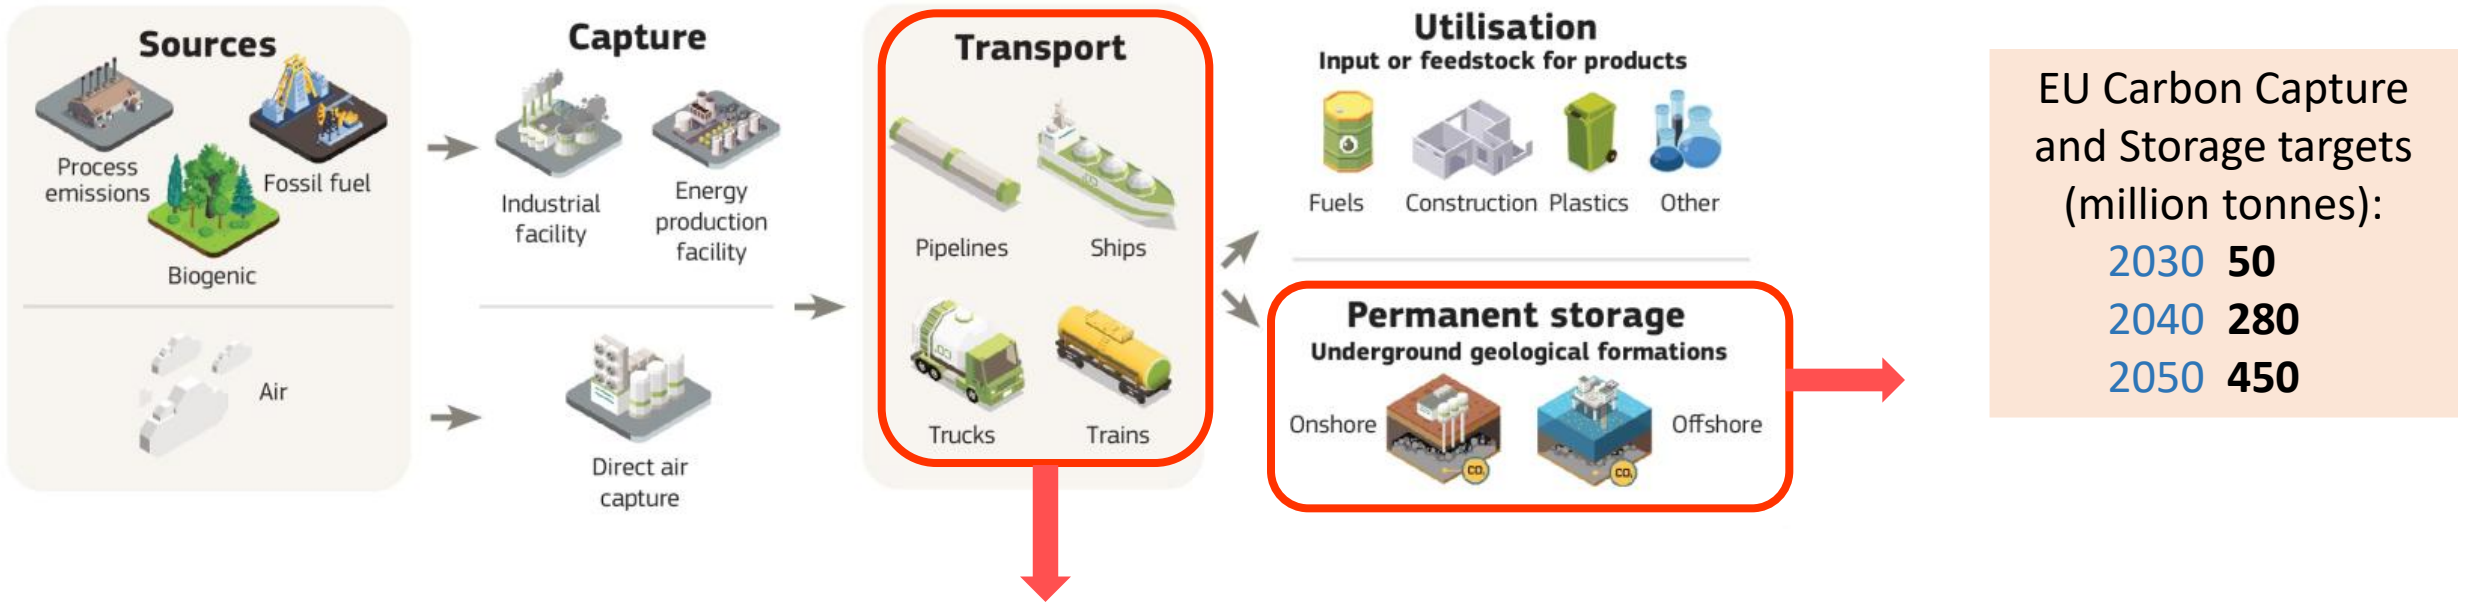 Sources
Process
emissions
Fossil fuel
Biogenic
Air
Capture
Industrial
facility
Energy
production
facility
Direct air
capture
Transport
Pipelines
Ships
Trucks
Trains
Utilisation
Input or feedstock for products
Fuels
Construction
Plastics
Other
Permanent storage
Underground geological formations
Onshore
CO₂
CO₂
Offshore
EU Carbon Capture
and Storage targets
(million tonnes):
2030 50
2040 280
2050 450